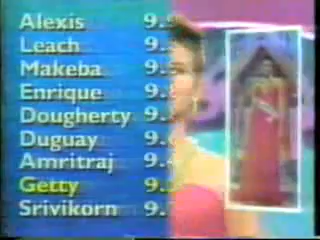 Alexis 9.
Leach 9.
Makeba 9.
Enrique 9.
Dougherty 9.
Duguay 9.
Amritraj 9.
Getty 9.
Srivikorn 9.